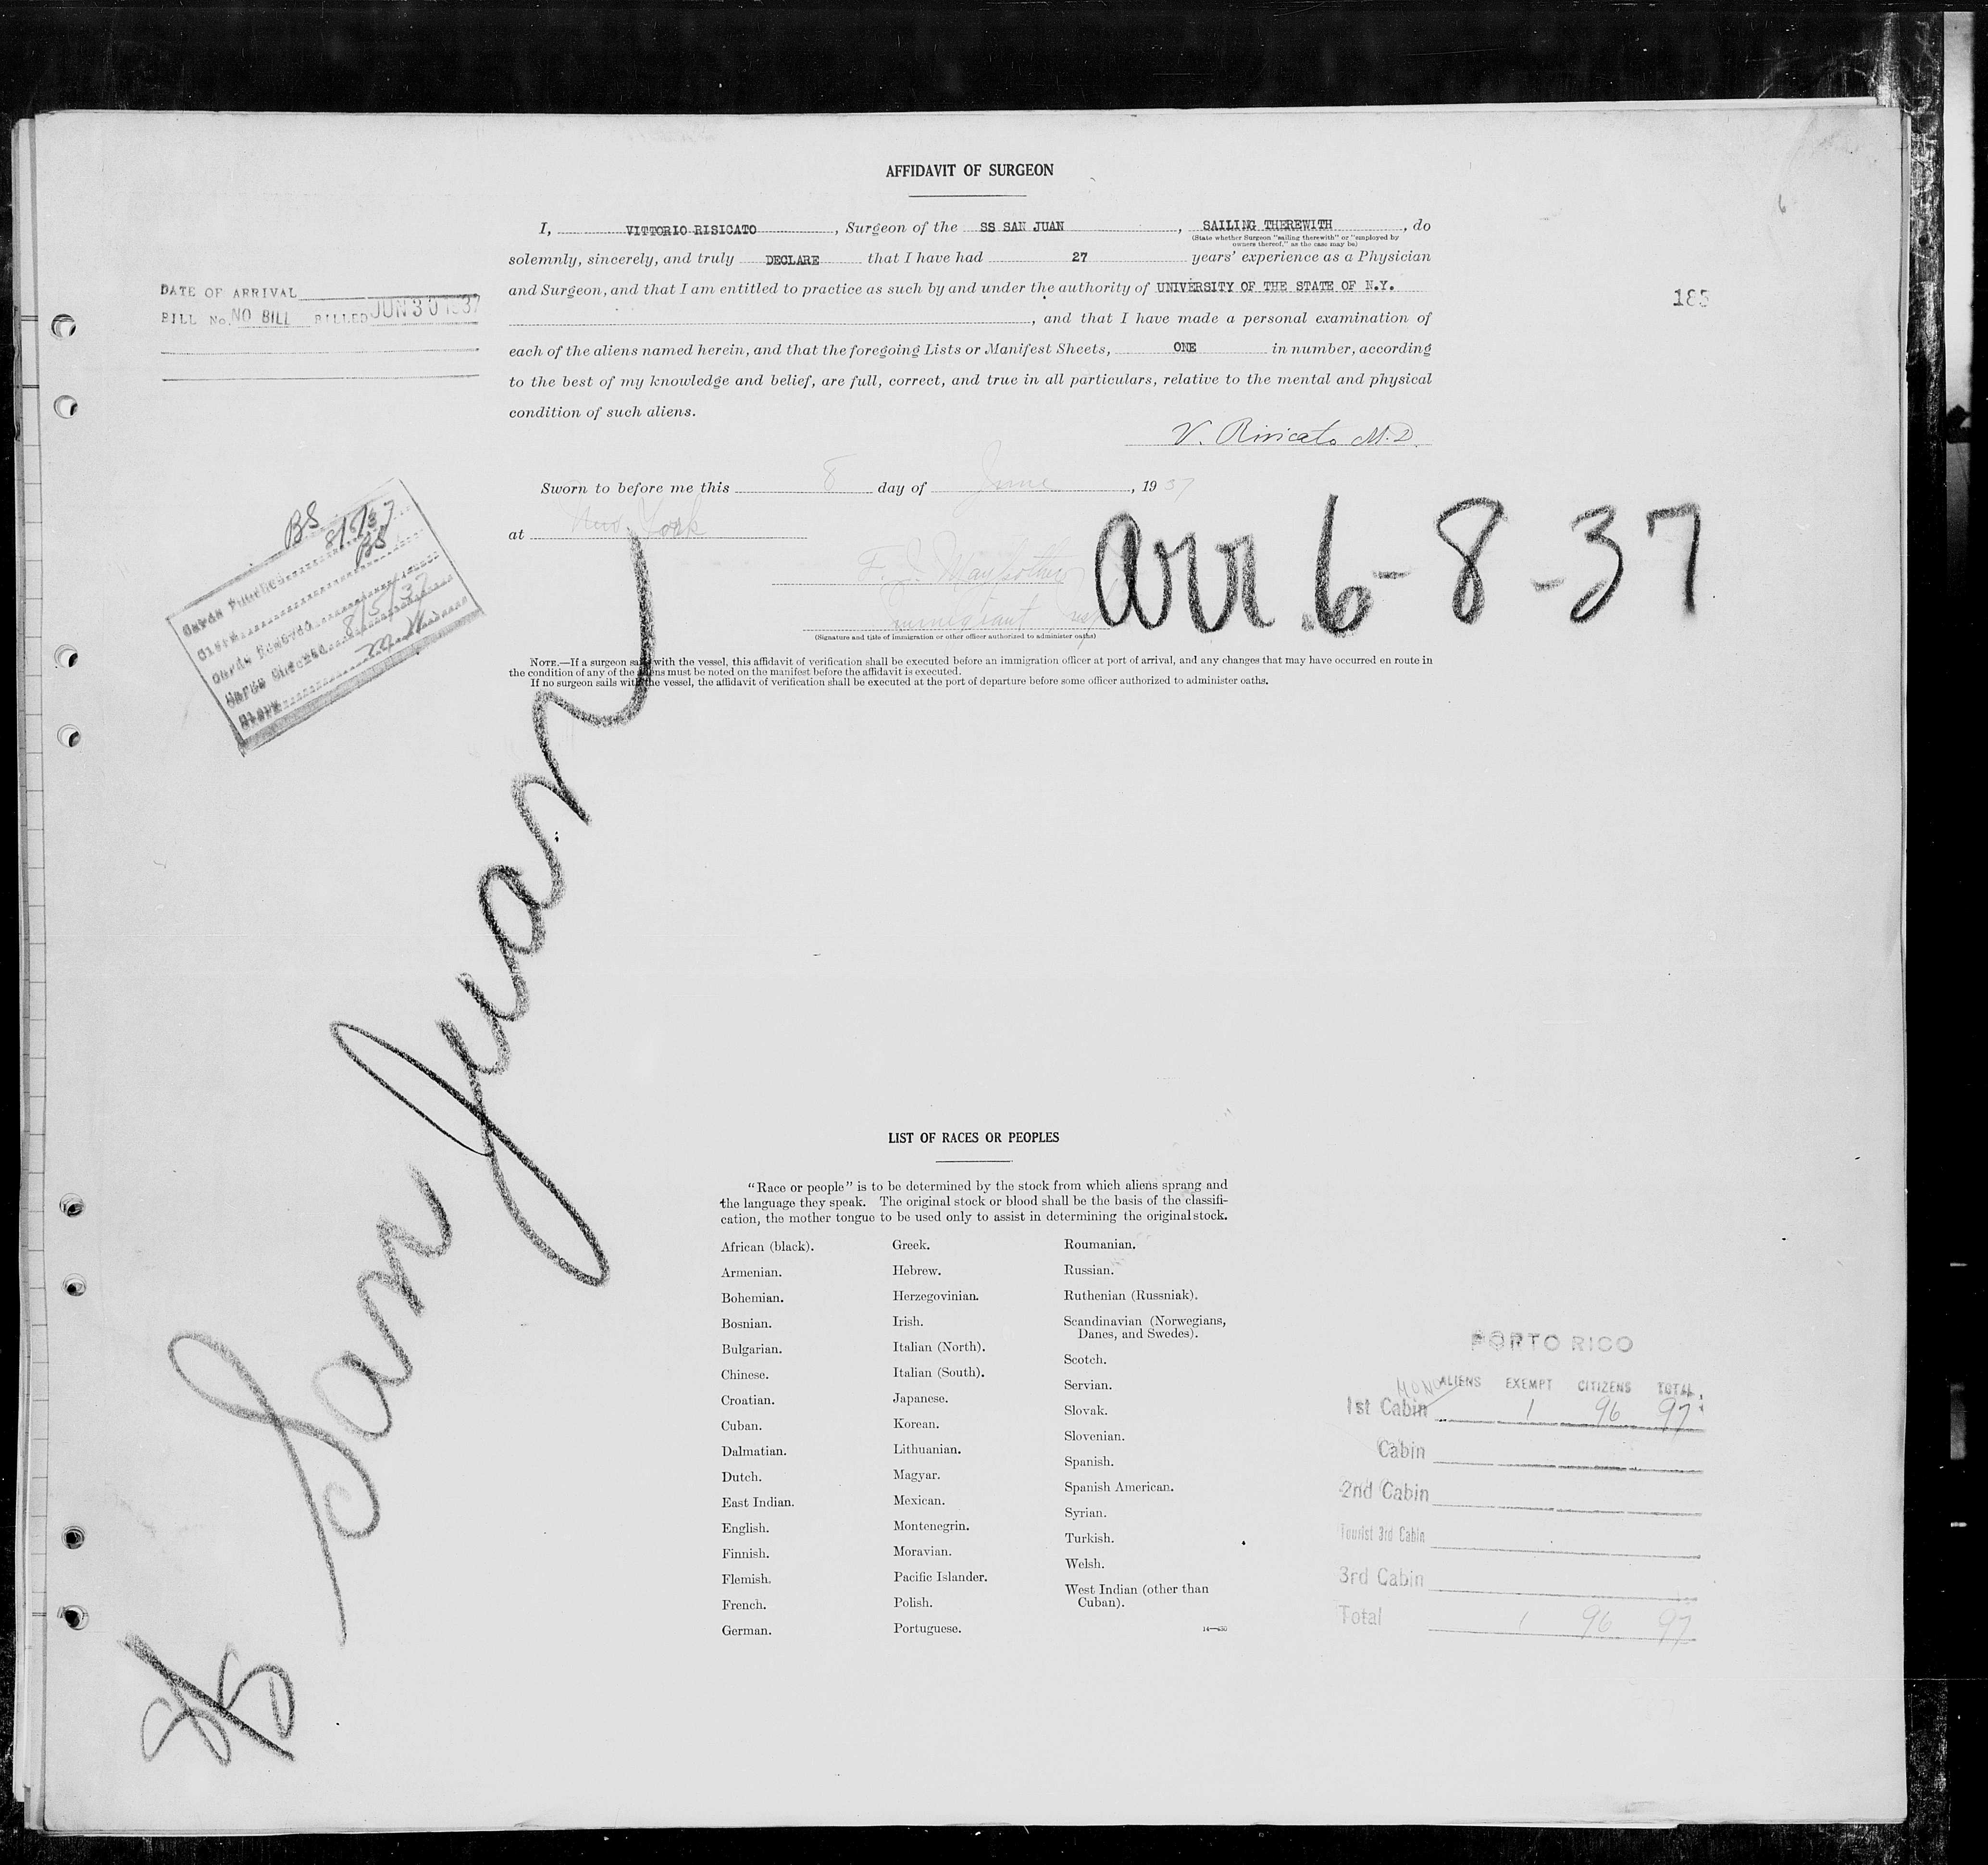 AFFIDAVIT OF SURGEON
I, VITTORIO RISICATO, Surgeon of the SS SAN JUAN, SAILING THEREWITH, do
(State whether Surgeon "sailing therewith" or "employed by
owners thereof," as the case may be)
solemnly, sincerely, and truly DECLARE that I have had 27 years' experience as a Physician
and Surgeon, and that I am entitled to practice as such by and under the authority of UNIVERSITY OF THE STATE OF N.Y.
, and that I have made a personal examination of
each of the aliens named herein, and that the foregoing Lists or Manifest Sheets, ONE in number, according
to the best of my knowledge and belief, are full, correct, and true in all particulars, relative to the mental and physical
condition of such aliens.
V. Risicato M.D.
DATE OF ARRIVAL
BILL No. NO BILL BILLED JUN 30 1937
185
Sworn to before me this 8 day of June, 1937
at New York
Immigrant
(Signature and title of immigration or other officer authorized to administer oaths)
arr. 6-8-37
BS 8/5/37
BS
Cards Punched
Clerk
Cards Removed
8/5/37
Clerk
NOTE.—If a surgeon sails with the vessel, this affidavit of verification shall be executed before an immigration officer at port of arrival, and any changes that may have occurred en route in
the condition of any of the aliens must be noted on the manifest before the affidavit is executed.
If no surgeon sails with the vessel, the affidavit of verification shall be executed at the port of departure before some officer authorized to administer oaths.
San Juan
LIST OF RACES OR PEOPLES
"Race or people" is to be determined by the stock from which aliens sprang and
the language they speak. The original stock or blood shall be the basis of the classifi-
cation, the mother tongue to be used only to assist in determining the original stock.
African (black).
Armenian.
Bohemian.
Bosnian.
Bulgarian.
Chinese.
Croatian.
Cuban.
Dalmatian.
Dutch.
East Indian.
English.
Finnish.
Flemish.
French.
German.
Greek.
Hebrew.
Herzegovinian.
Irish.
Italian (North).
Italian (South).
Japanese.
Korean.
Lithuanian.
Magyar.
Mexican.
Montenegrin.
Moravian.
Pacific Islander.
Polish.
Portuguese.
Roumanian.
Russian.
Ruthenian (Russniak).
Scandinavian (Norwegians,
Danes, and Swedes).
Scotch.
Servian.
Slovak.
Slovenian.
Spanish.
Spanish American.
Syrian.
Turkish.
Welsh.
West Indian (other than
Cuban).
PORTO RICO
ALIENS EXEMPT CITIZENS TOTAL
1st Cabin 1 96 97
Cabin
2nd Cabin
Tourist 3rd Cabin
3rd Cabin
Total 1 96 97